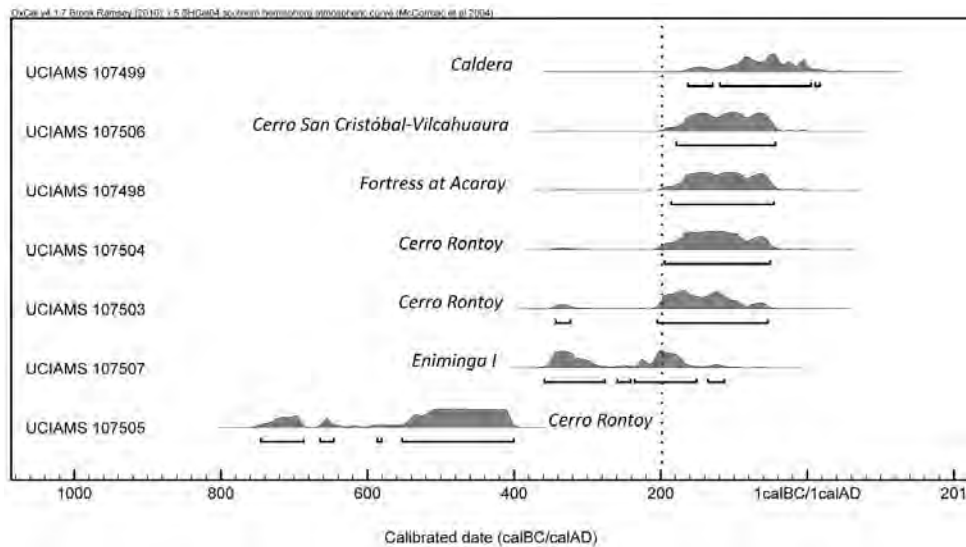 OxCal v4.1.7 Bronk Ramsey (2010); r:5 SHCal04 southern hemisphere atmospheric curve (McCormac et al 2004)
UCIAMS 107499 Caldera
UCIAMS 107506 Cerro San Cristóbal-Vilcahuaura
UCIAMS 107498 Fortress at Acaray
UCIAMS 107504 Cerro Rontoy
UCIAMS 107503 Cerro Rontoy
UCIAMS 107507 Eniminga I
UCIAMS 107505 Cerro Rontoy
1000 800 600 400 200 1calBC/1calAD 201
Calibrated date (calBC/calAD)